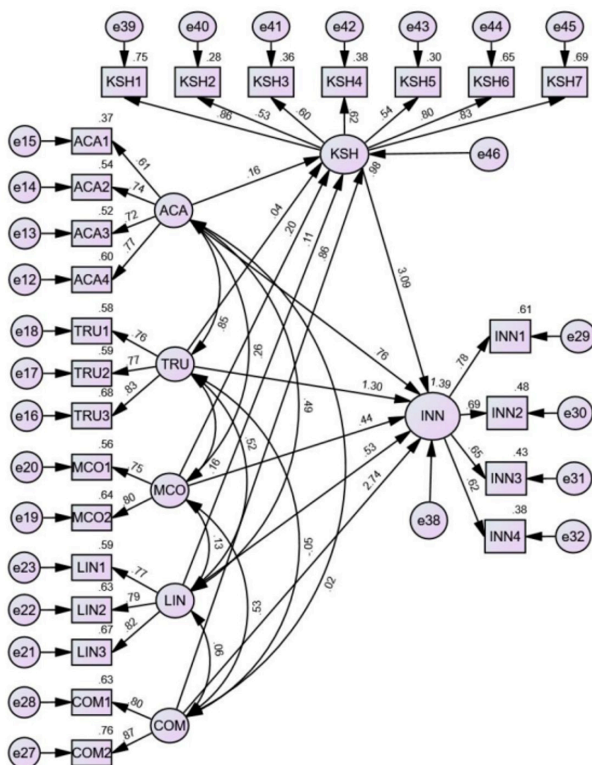 e39 e40 e41 e42 e43 e44 e45
.75 .28 .36 .38 .30 .65 .69
KSH1 KSH2 KSH3 KSH4 KSH5 KSH6 KSH7
.86 .53 .60 .62 .54 .80 .83
KSH .98 e46
.37
e15 ACA1 .61
.54
e14 ACA2 .74
.52
e13 ACA3 .72
.60
e12 ACA4 .77
ACA
.16
.04
.20
.11
.86
3.09
.58
e18 TRU1 .76
.59
e17 TRU2 .77
.68
e16 TRU3 .83
TRU
.85
.26
.49
.76
1.30
.61
.78 INN1 e29
1.39
INN
.48
.69 INN2 e30
.43
.65 INN3 e31
.38
.62 INN4 e32
e38
.56
e20 MCO1 .75
.64
e19 MCO2 .80
MCO
.16
.52
.44
.53
2.74
.59
e23 LIN1 .77
.63
e22 LIN2 .79
.67
e21 LIN3 .82
LIN
.13
-.05
.02
.53
.06
.63
e28 COM1 .80
.76
e27 COM2 .87
COM